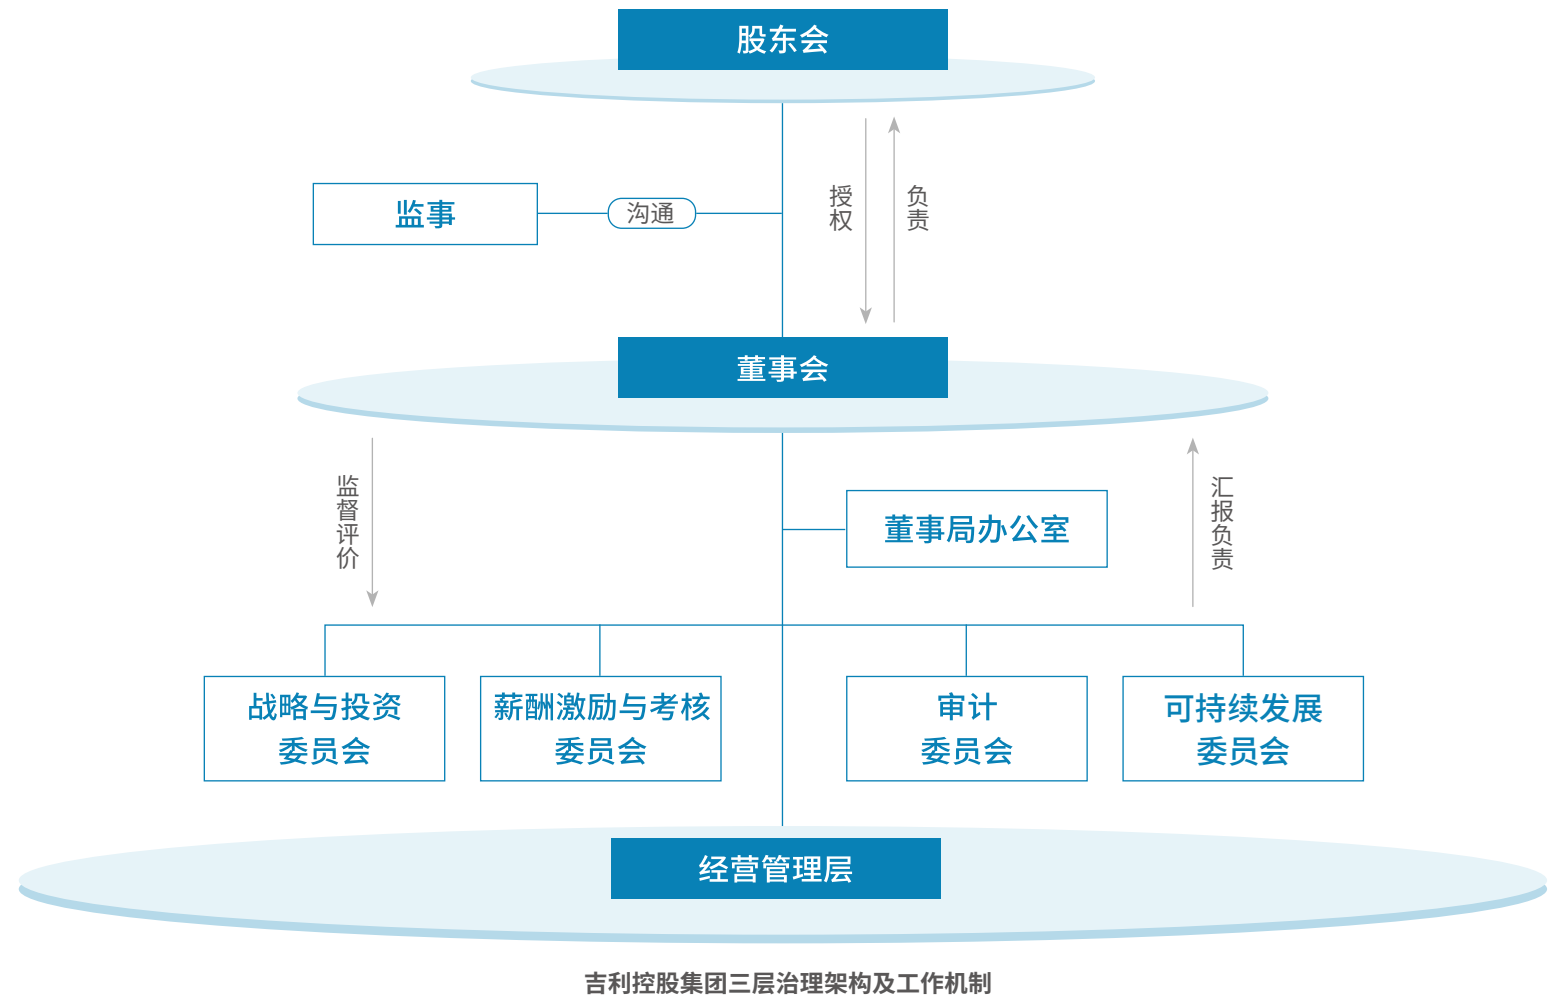 股东会
监事
沟通
授权
负责
董事会
监督评价
汇报负责
董事局办公室
战略与投资
委员会
薪酬激励与考核
委员会
审计
委员会
可持续发展
委员会
经营管理层
吉利控股集团三层治理架构及工作机制